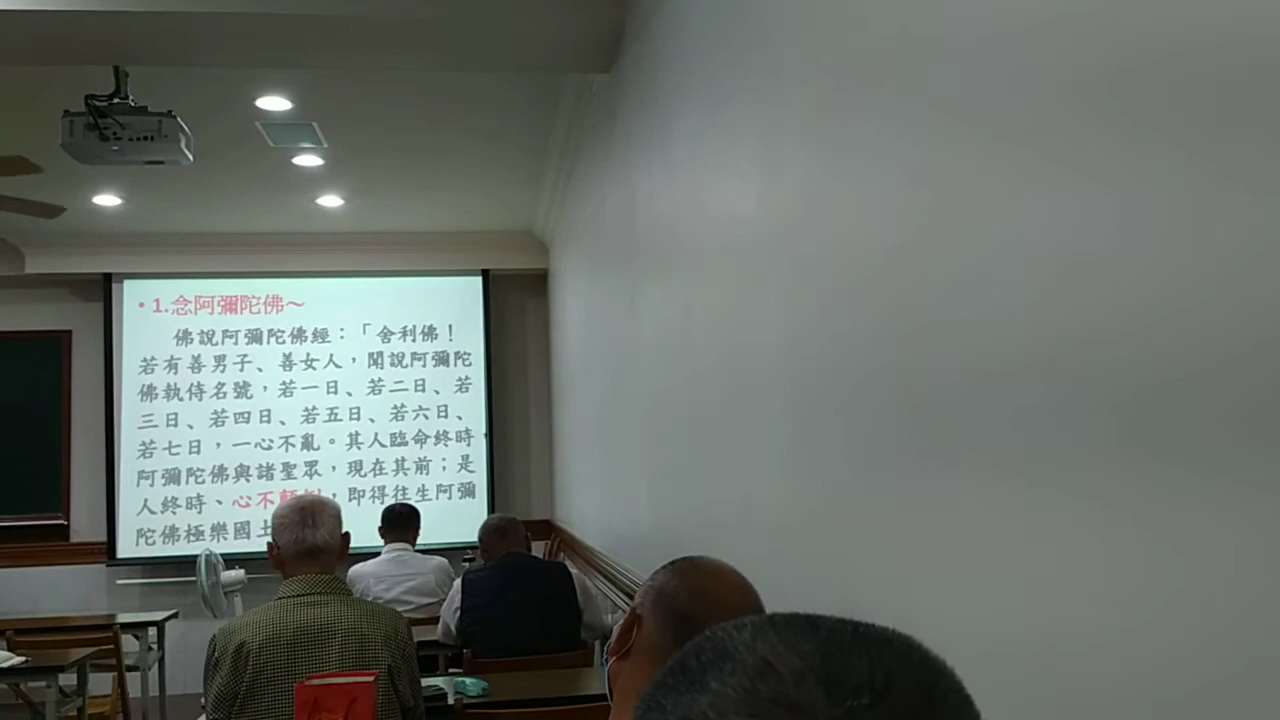 • 1.念阿彌陀佛～
佛說阿彌陀佛經：「舍利佛！
若有善男子、善女人，聞說阿彌陀
佛執侍名號，若一日、若二日、若
三日、若四日、若五日、若六日、
若七日，一心不亂。其人臨命終時，
阿彌陀佛與諸聖眾，現在其前；是
人終時、心不顛倒，即得往生阿彌
陀佛極樂國土